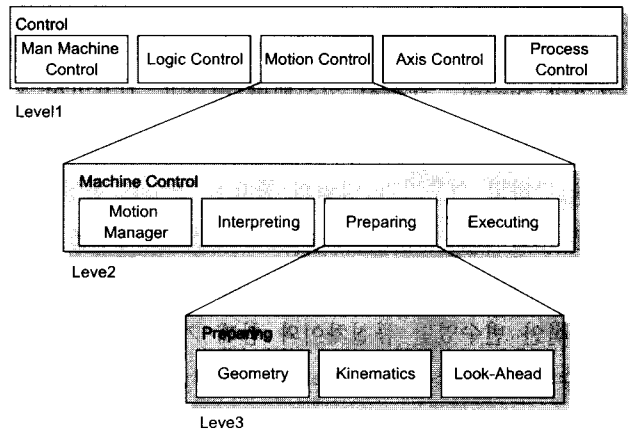 Control
Man Machine
Control
Logic Control
Motion Control
Axis Control
Process
Control
Level1
Machine Control
Motion
Manager
Interpreting
Preparing
Executing
Leve2
Preparing
Geometry
Kinematics
Look-Ahead
Leve3